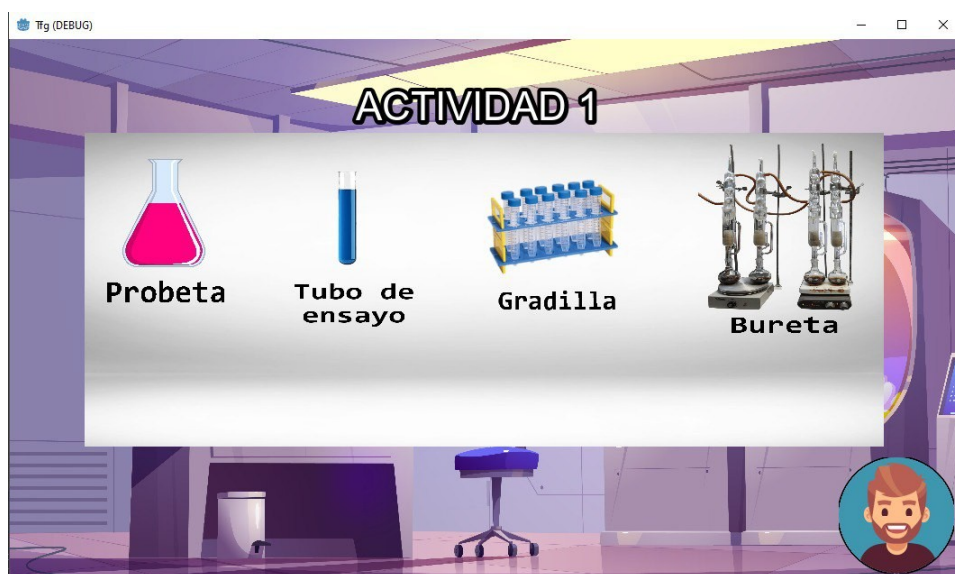 Tfg (DEBUG)
ACTIVIDAD 1
Probeta
Tubo de
ensayo
Gradilla
Bureta